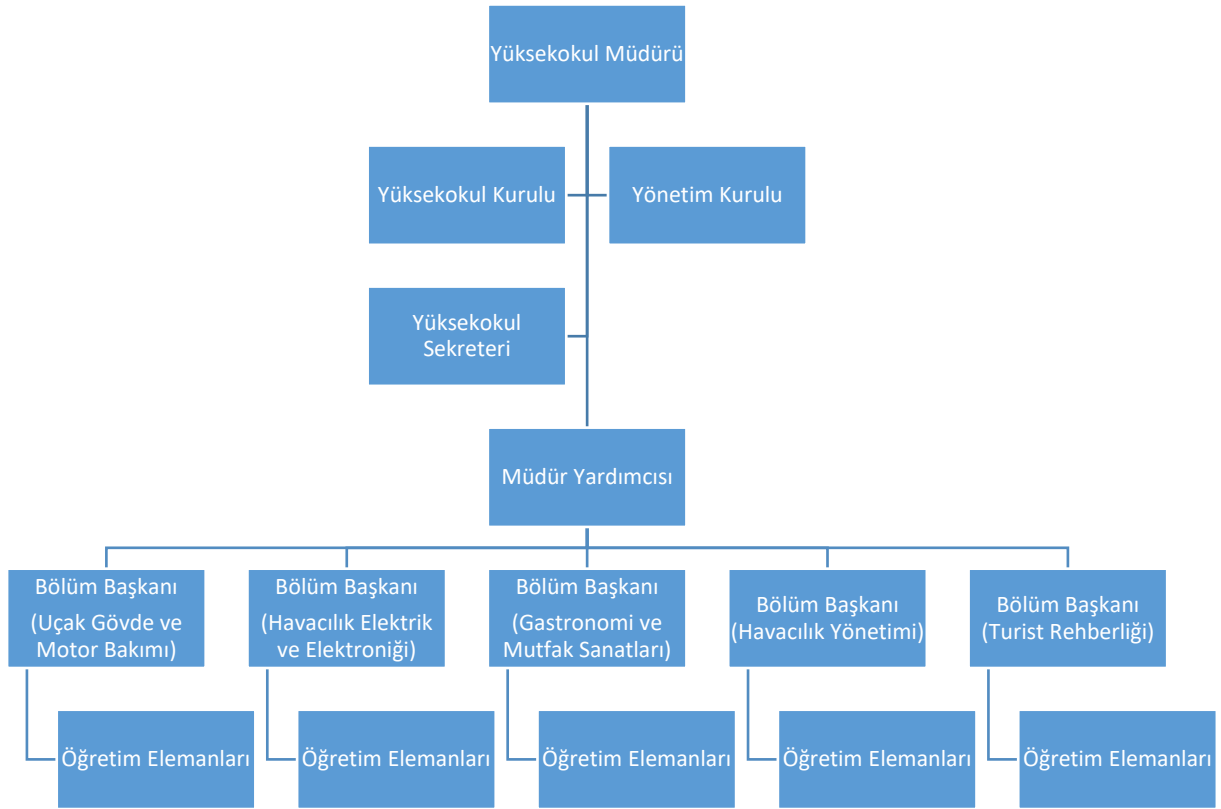 Yüksekokul Müdürü
Yüksekokul Kurulu
Yönetim Kurulu
Yüksekokul
Sekreteri
Müdür Yardımcısı
Bölüm Başkanı
(Uçak Gövde ve
Motor Bakımı)
Bölüm Başkanı
(Havacılık Elektrik
ve Elektroniği)
Bölüm Başkanı
(Gastronomi ve
Mutfak Sanatları)
Bölüm Başkanı
(Havacılık Yönetimi)
Bölüm Başkanı
(Turist Rehberliği)
Öğretim Elemanları
Öğretim Elemanları
Öğretim Elemanları
Öğretim Elemanları
Öğretim Elemanları